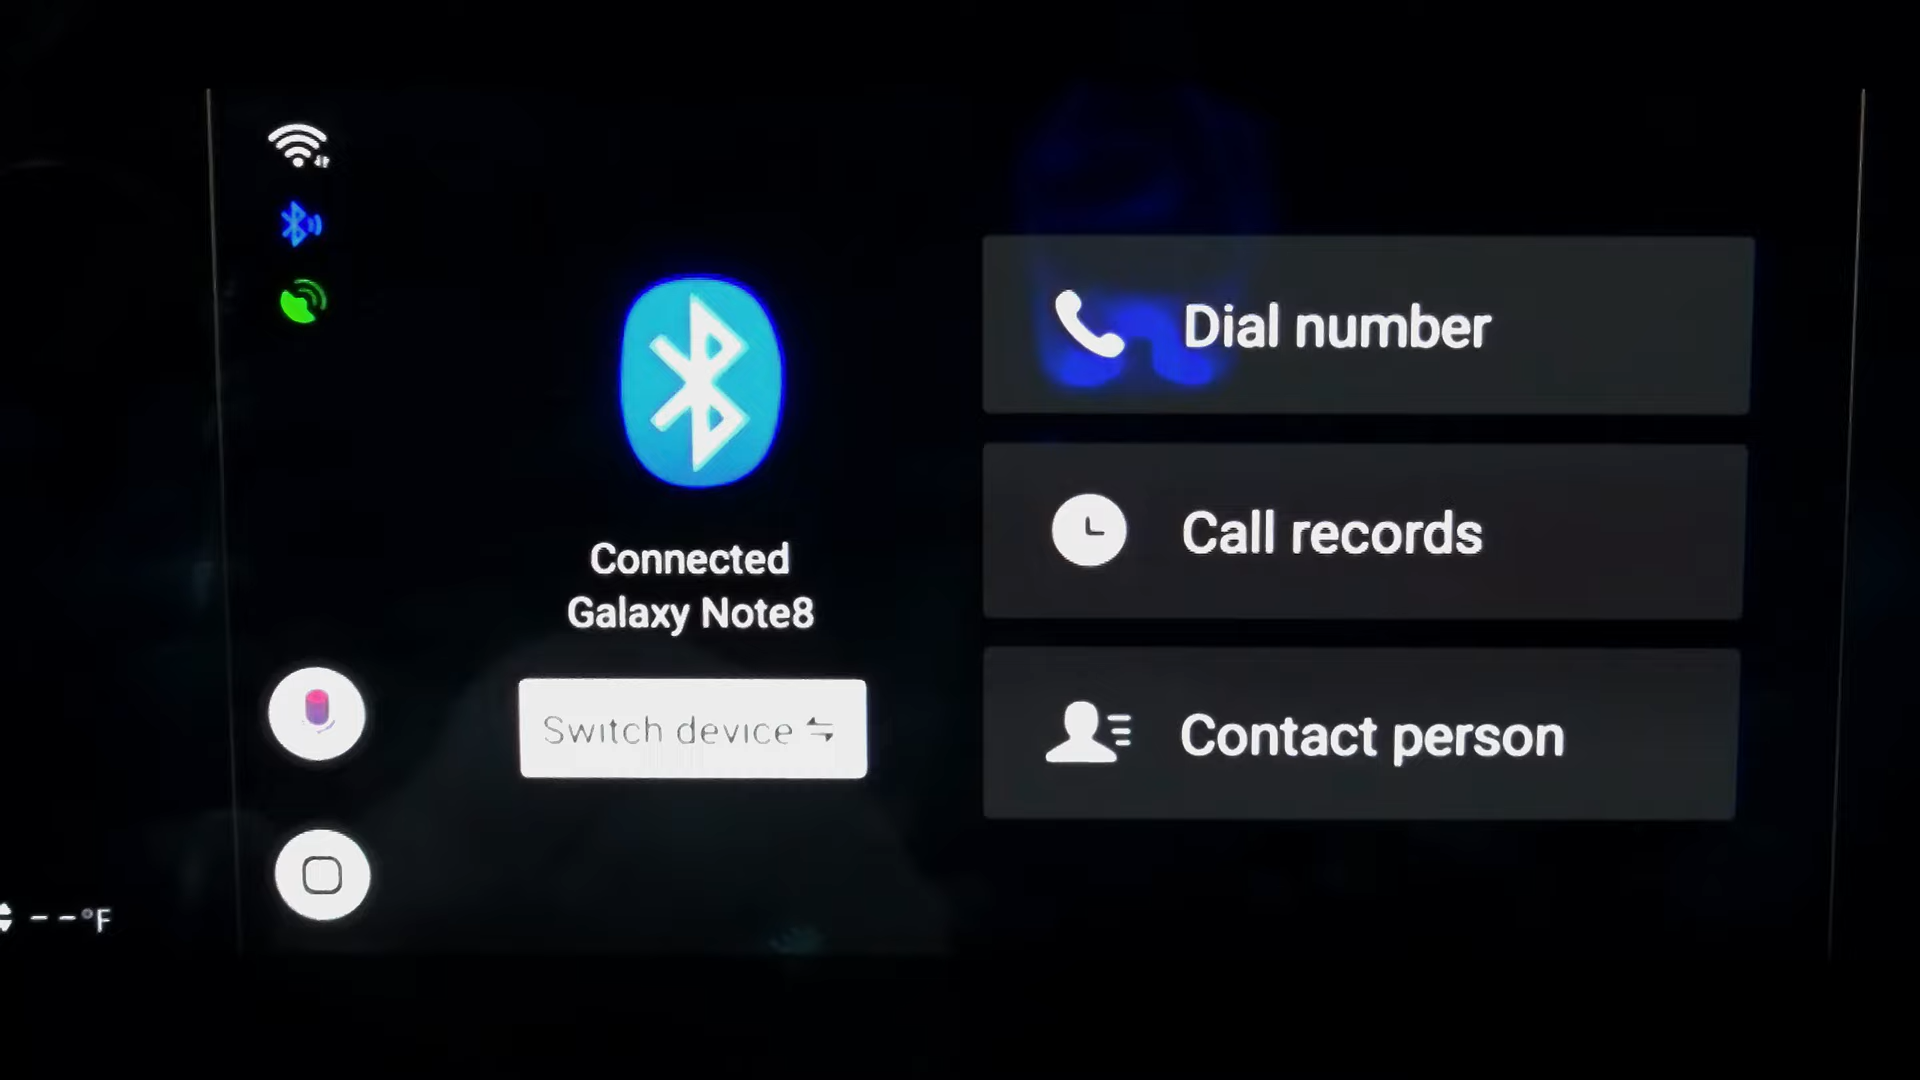 Connected
Galaxy Note8
Switch device
Dial number
Call records
Contact person
--°F